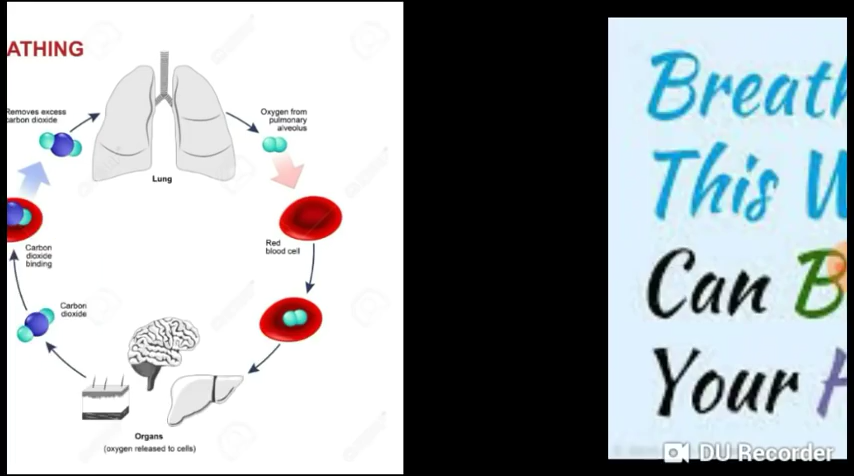 ATHING
Removes excess
carbon dioxide
Oxygen from
pulmonary
alveolus
Lung
Red
blood cell
Carbon
dioxide
binding
Carbon
dioxide
Organs
(oxygen released to cells)
Breath
This W
Can B
Your H
DU Recorder